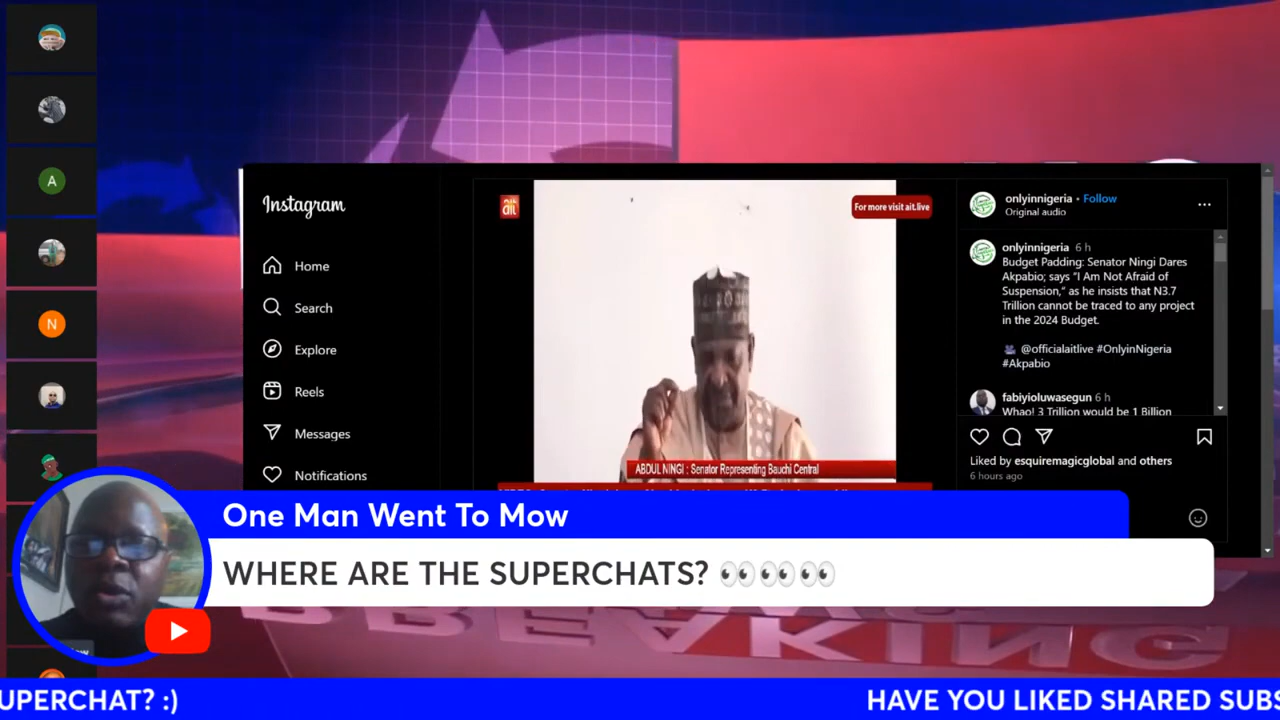 A
N
Instagram
Home
Search
Explore
Reels
Messages
Notifications
ait
For more visit ait.live
ABDUL NINGI : Senator Representing Bauchi Central
onlyinnigeria • Follow
Original audio
onlyinnigeria 6 h
Budget Padding: Senator Ningi Dares
Akpabio; says “I Am Not Afraid of
Suspension,” as he insists that N3.7
Trillion cannot be traced to any project
in the 2024 Budget.
@officialaitlive #OnlyinNigeria
#Akpabio
fabiyioluwasegun 6 h
Whao! 3 Trillion would be 1 Billion
Liked by esquiremagicglobal and others
6 hours ago
One Man Went To Mow
WHERE ARE THE SUPERCHATS? 👀👀👀
BREAKING
UPERCHAT? :)
HAVE YOU LIKED SHARED SUBS